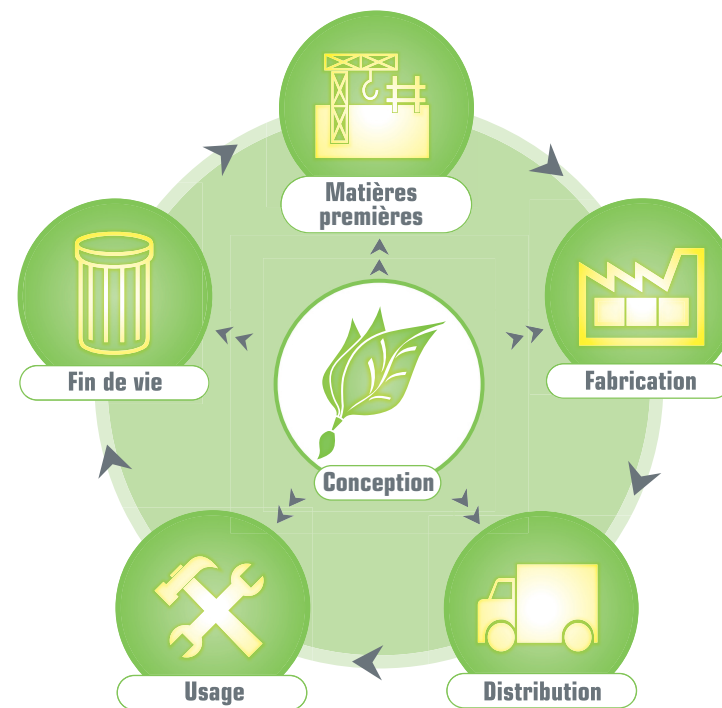 Matières
premières
Fabrication
Fin de vie
Conception
Usage
Distribution